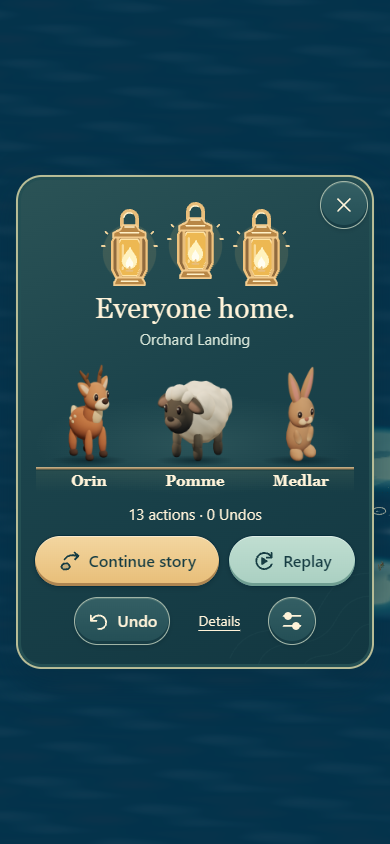 Everyone home.
Orchard Landing
Orin Pomme Medlar
13 actions · 0 Undos
Continue story Replay
Undo Details